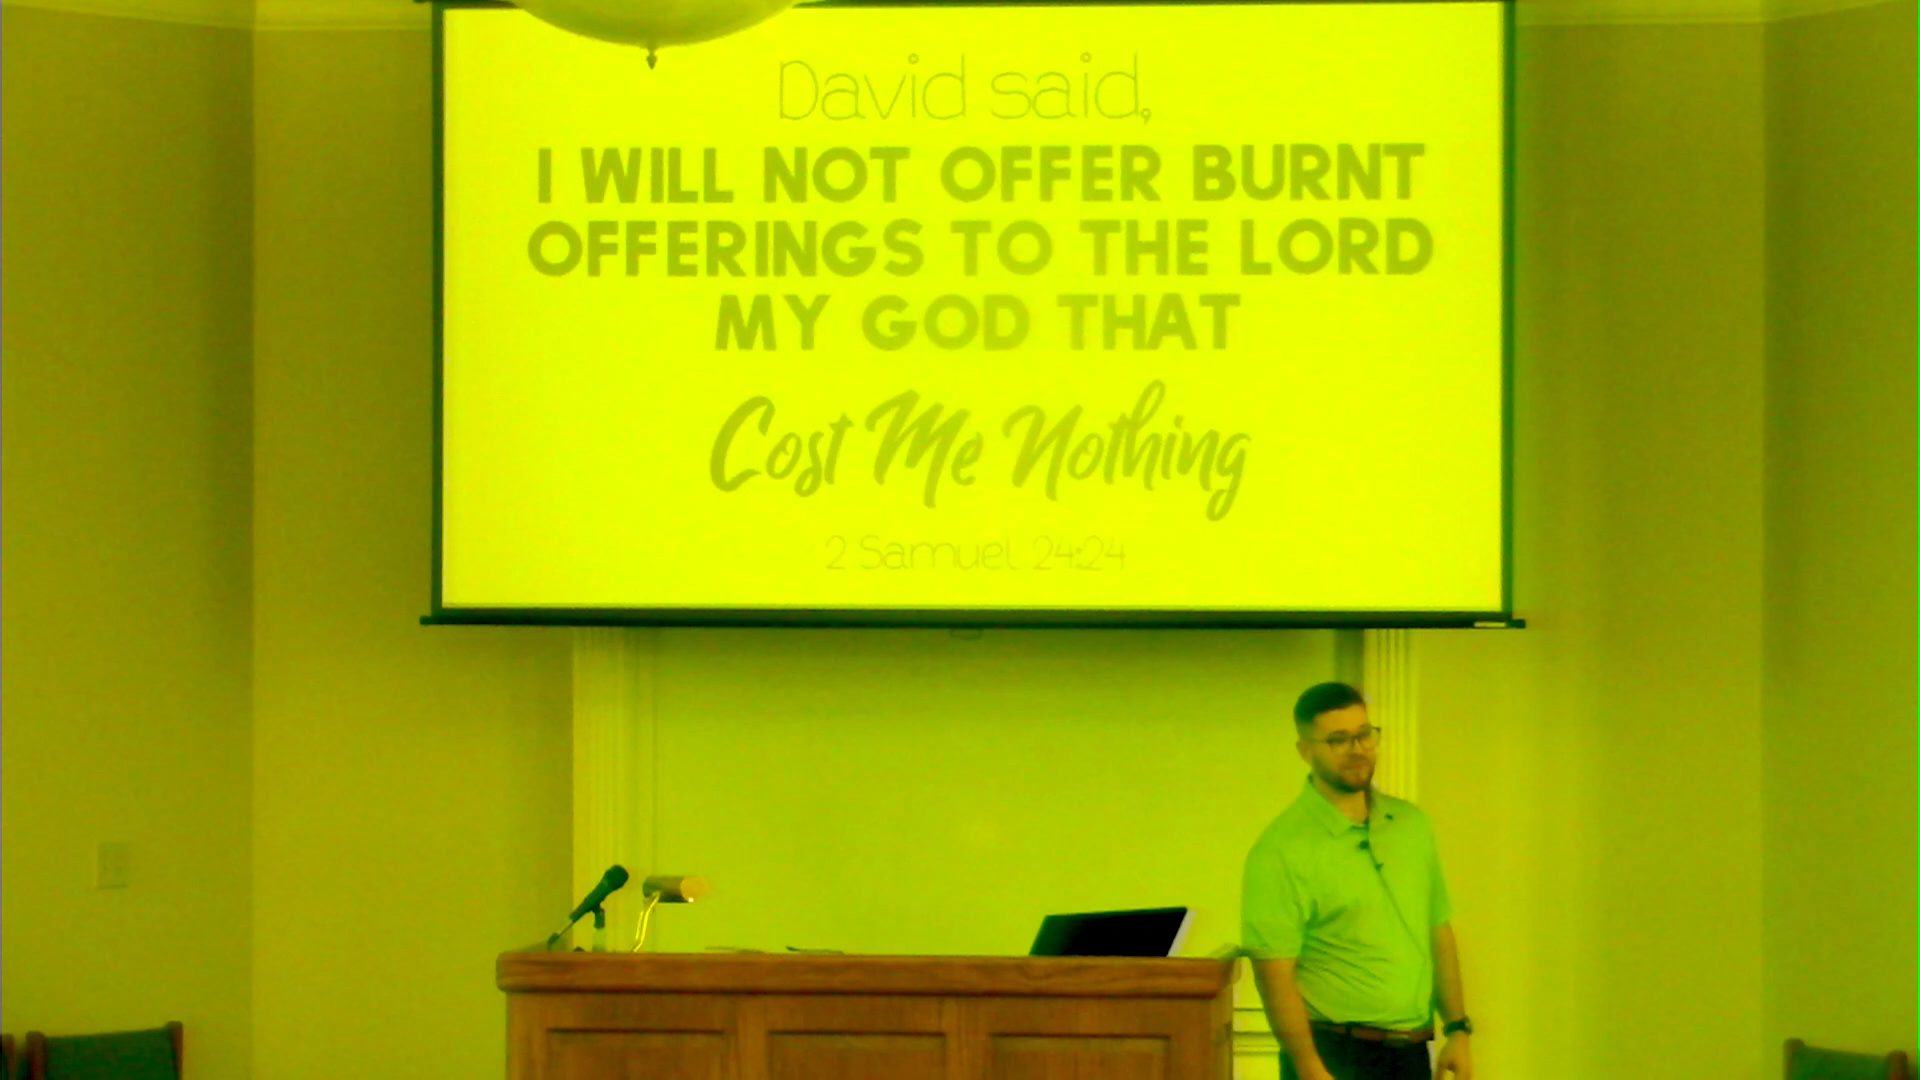 David said,
I WILL NOT OFFER BURNT
OFFERINGS TO THE LORD
MY GOD THAT
Cost Me Nothing
2 Samuel 24:24